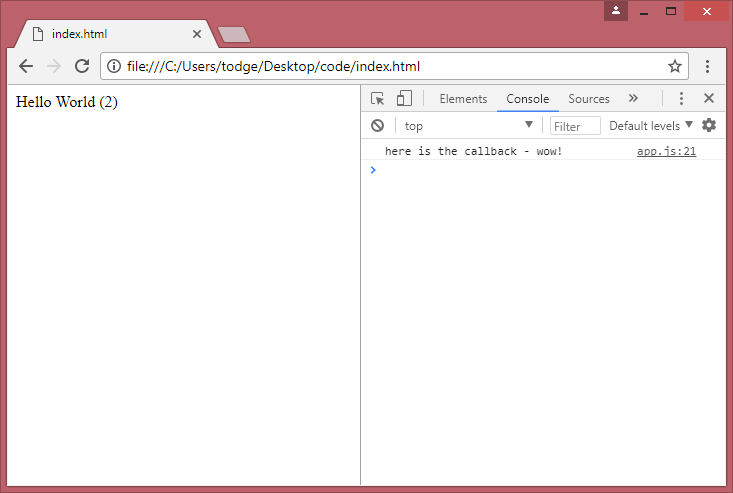 index.html
file:///C:/Users/todge/Desktop/code/index.html
Hello World (2)
Elements Console Sources
top Filter Default levels
here is the callback - wow! app.js:21